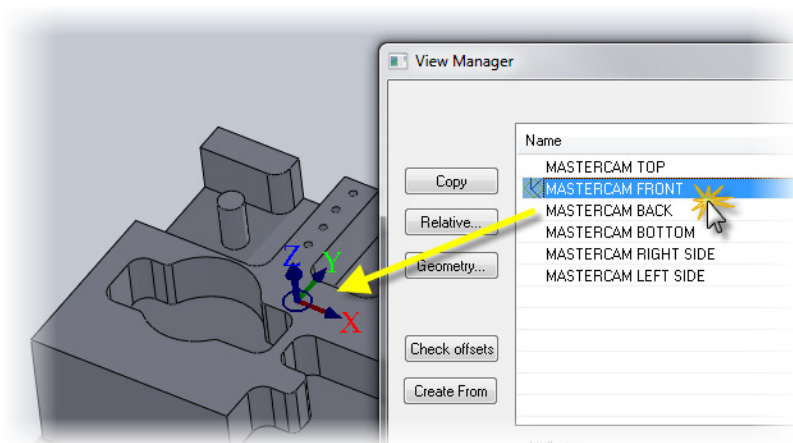 View Manager
Name
MASTERCAM TOP
MASTERCAM FRONT
MASTERCAM BACK
MASTERCAM BOTTOM
MASTERCAM RIGHT SIDE
MASTERCAM LEFT SIDE
Copy
Relative...
Geometry...
Check offsets
Create From
Z
Y
X